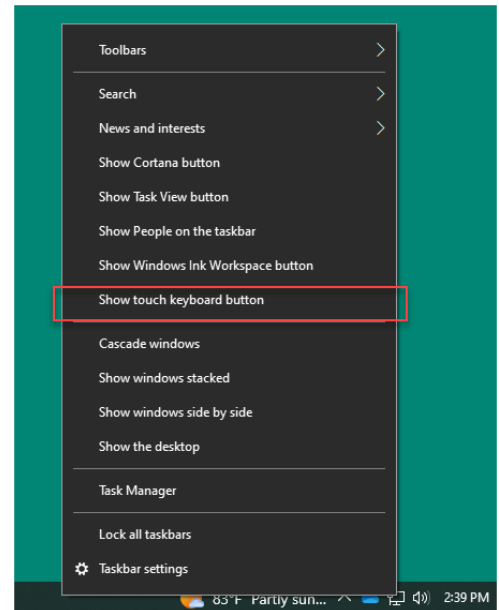 Toolbars
Search
News and interests
Show Cortana button
Show Task View button
Show People on the taskbar
Show Windows Ink Workspace button
Show touch keyboard button
Cascade windows
Show windows stacked
Show windows side by side
Show the desktop
Task Manager
Lock all taskbars
Taskbar settings
83°F Partly sun... 2:39 PM